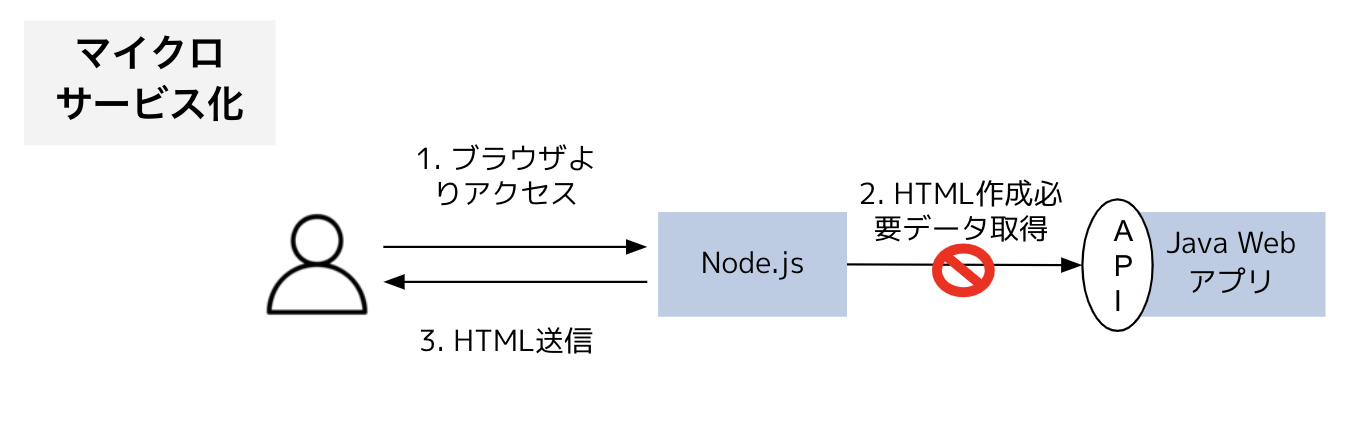 マイクロ
サービス化
1. ブラウザよ
りアクセス
2. HTML作成必
要データ取得
Node.js
A
P
I
Java Web
アプリ
3. HTML送信